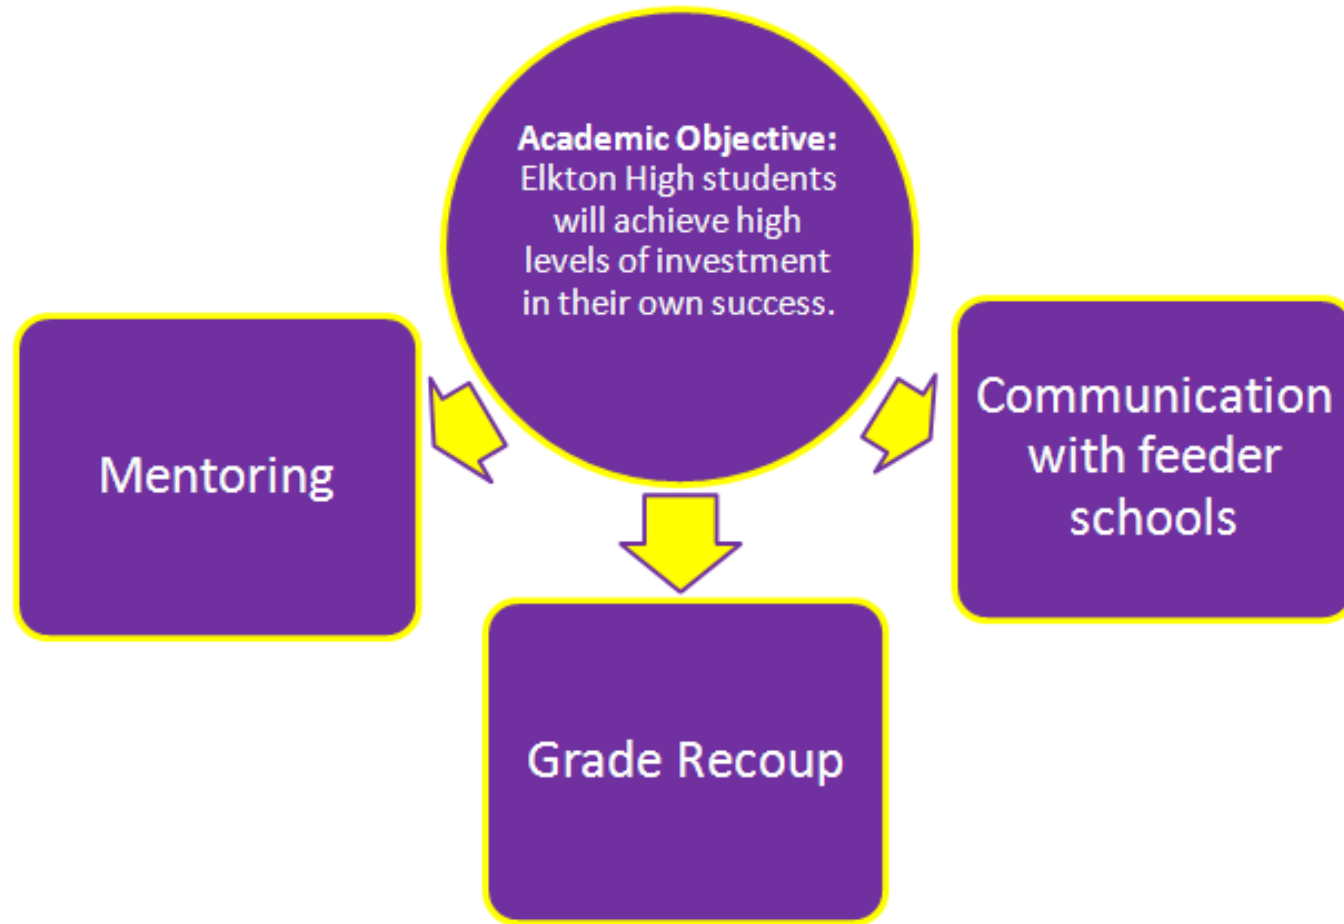 Academic Objective:
Elkton High students
will achieve high
levels of investment
in their own success.
Mentoring
Communication
with feeder
schools
Grade Recoup